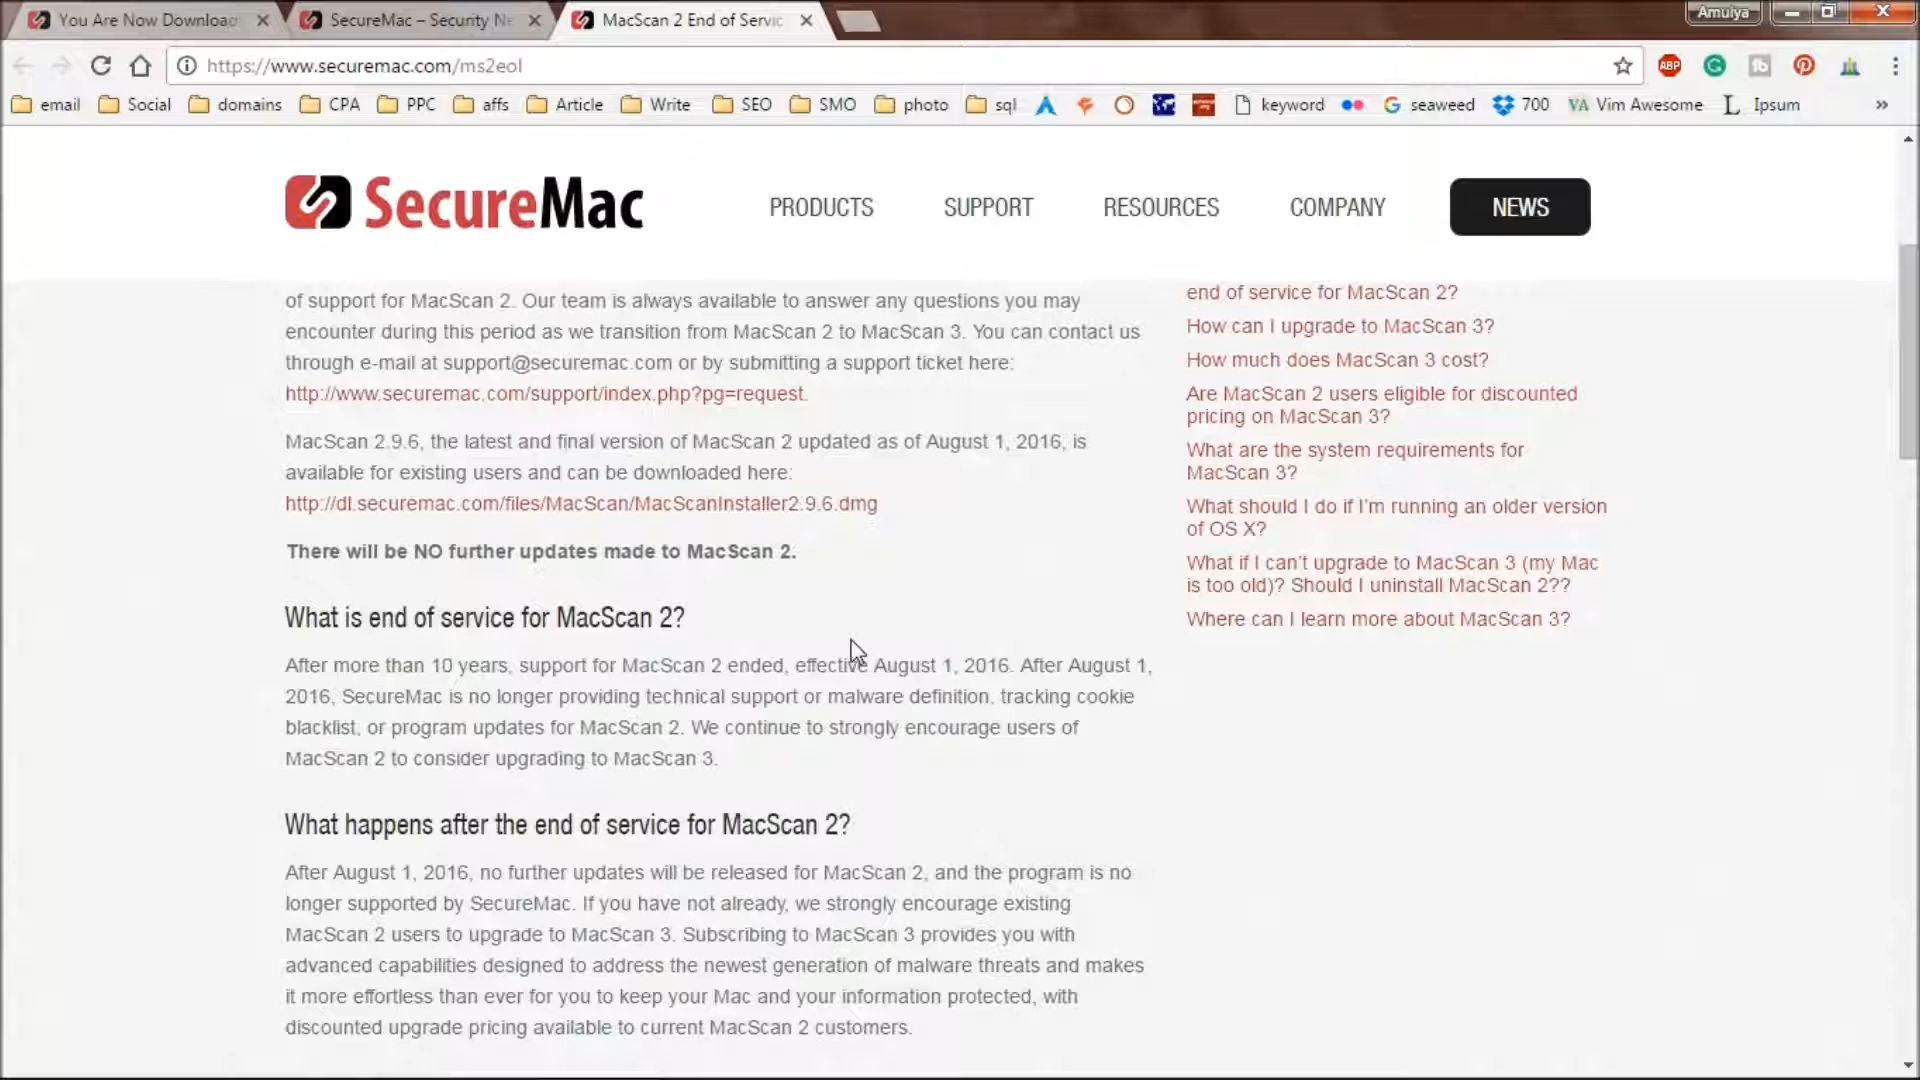 You Are Now Download
SecureMac – Security Ne
MacScan 2 End of Servic
Amulya
https://www.securemac.com/ms2eol
ABP
email
Social
domains
CPA
PPC
affs
Article
Write
SEO
SMO
photo
sql
keyword
seaweed
700
VA Vim Awesome
L Ipsum
»
SecureMac
PRODUCTS
SUPPORT
RESOURCES
COMPANY
NEWS
of support for MacScan 2. Our team is always available to answer any questions you may
encounter during this period as we transition from MacScan 2 to MacScan 3. You can contact us
through e-mail at support@securemac.com or by submitting a support ticket here:
http://www.securemac.com/support/index.php?pg=request.
MacScan 2.9.6, the latest and final version of MacScan 2 updated as of August 1, 2016, is
available for existing users and can be downloaded here:
http://dl.securemac.com/files/MacScan/MacScanInstaller2.9.6.dmg
There will be NO further updates made to MacScan 2.
What is end of service for MacScan 2?
After more than 10 years, support for MacScan 2 ended, effective August 1, 2016. After August 1,
2016, SecureMac is no longer providing technical support or malware definition, tracking cookie
blacklist, or program updates for MacScan 2. We continue to strongly encourage users of
MacScan 2 to consider upgrading to MacScan 3.
What happens after the end of service for MacScan 2?
After August 1, 2016, no further updates will be released for MacScan 2, and the program is no
longer supported by SecureMac. If you have not already, we strongly encourage existing
MacScan 2 users to upgrade to MacScan 3. Subscribing to MacScan 3 provides you with
advanced capabilities designed to address the newest generation of malware threats and makes
it more effortless than ever for you to keep your Mac and your information protected, with
discounted upgrade pricing available to current MacScan 2 customers.
end of service for MacScan 2?
How can I upgrade to MacScan 3?
How much does MacScan 3 cost?
Are MacScan 2 users eligible for discounted
pricing on MacScan 3?
What are the system requirements for
MacScan 3?
What should I do if I'm running an older version
of OS X?
What if I can't upgrade to MacScan 3 (my Mac
is too old)? Should I uninstall MacScan 2??
Where can I learn more about MacScan 3?